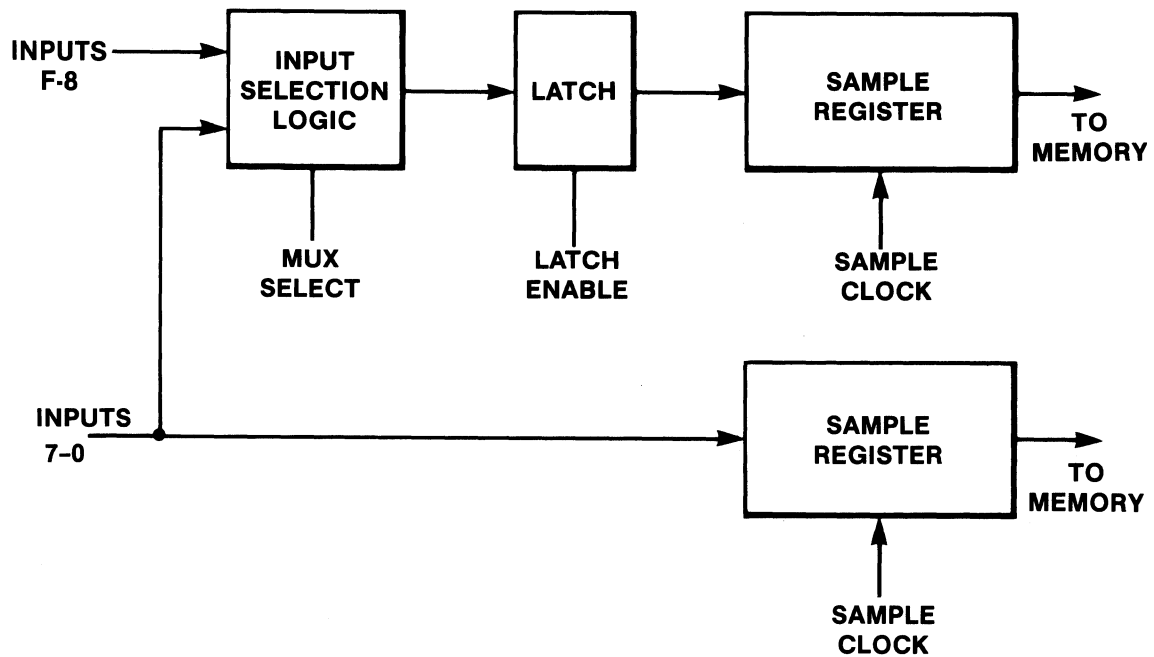 INPUTS
F-8
INPUT
SELECTION
LOGIC
MUX
SELECT
LATCH
LATCH
ENABLE
SAMPLE
REGISTER
SAMPLE
CLOCK
TO
MEMORY
INPUTS
7-0
SAMPLE
REGISTER
SAMPLE
CLOCK
TO
MEMORY